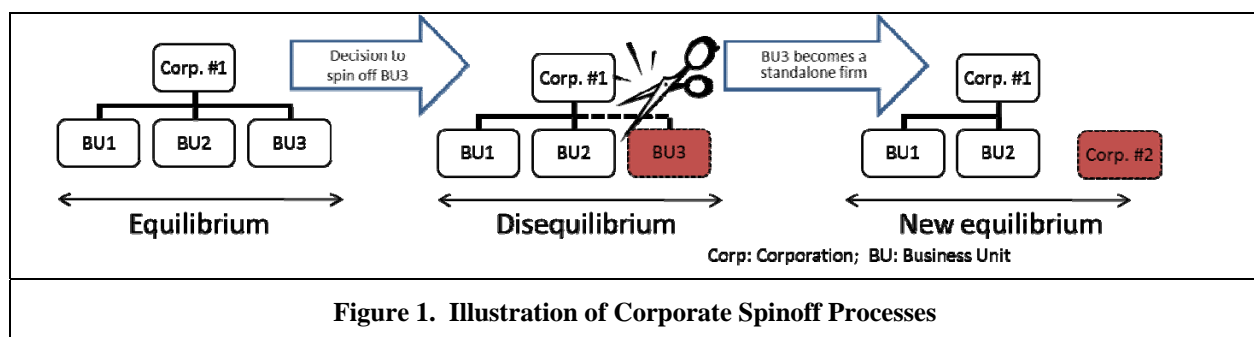 Decision to
spin off BU3
BU3 becomes a
standalone firm
Corp. #1
Corp. #1
Corp. #1
BU1
BU2
BU3
BU1
BU2
BU3
BU1
BU2
Corp. #2
Equilibrium
Disequilibrium
New equilibrium
Corp: Corporation; BU: Business Unit
Figure 1. Illustration of Corporate Spinoff Processes